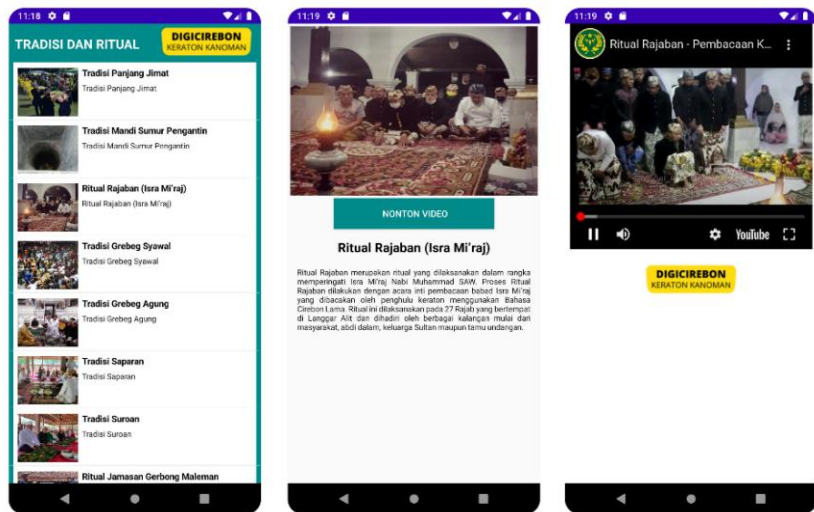 11:18
TRADISI DAN RITUAL
DIGICIREBON
KERATON KANOMAN
Tradisi Panjang Jimat
Tradisi Panjang Jimat
Tradisi Mandi Sumur Pengantin
Tradisi Mandi Sumur Pengantin
Ritual Rajaban (Isra Mi'raj)
Ritual Rajaban (Isra Mi'raj)
Tradisi Grebeg Syawal
Tradisi Grebeg Syawal
Tradisi Grebeg Agung
Tradisi Grebeg Agung
Tradisi Saparan
Tradisi Saparan
Tradisi Suroan
Tradisi Suroan
Ritual Jamasan Gerbong Maleman
11:19
NONTON VIDEO
Ritual Rajaban (Isra Mi'raj)
Ritual Rajaban merupakan ritual yang dilaksanakan dalam rangka
memperingati Isra Mi'raj Nabi Muhammad SAW. Proses Ritual
Rajaban dilakukan dengan acara inti pembacaan babad Isra Mi'raj
yang dibacakan oleh penghulu keraton menggunakan Bahasa
Cirebon Lama. Ritual ini dilaksanakan pada 27 Rajab yang bertempat
di Langgar Alit dan dihadiri oleh berbagai kalangan mulai dari
masyarakat, abdi dalam, keluarga Sultan maupun tamu undangan.
11:19
Ritual Rajaban - Pembacaan K...
YouTube
DIGICIREBON
KERATON KANOMAN